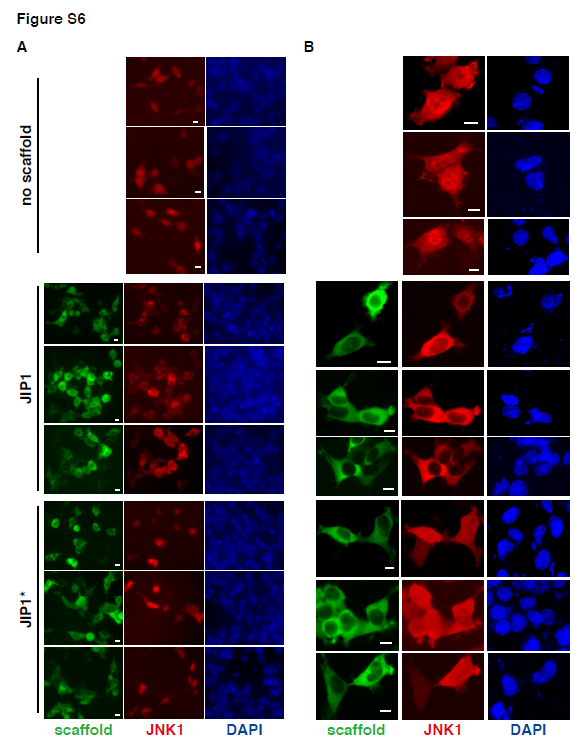 Figure S6
A
B
no scaffold
JIP1
JIP1*
scaffold JNK1 DAPI
scaffold JNK1 DAPI